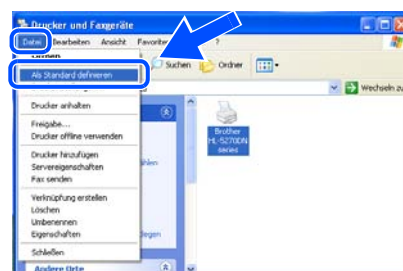 Drucker und Faxgeräte
Datei Bearbeiten Ansicht Favoriten ?
Suchen Ordner
Als Standard definieren
Wechseln zu
Drucker anhalten
Freigabe...
Drucker offline verwenden
Drucker hinzufügen
Servereigenschaften
Fax senden
Verknüpfung erstellen
Löschen
Umbenennen
Eigenschaften
Schließen
Andere Orte
Brother
HL-5270DN
series